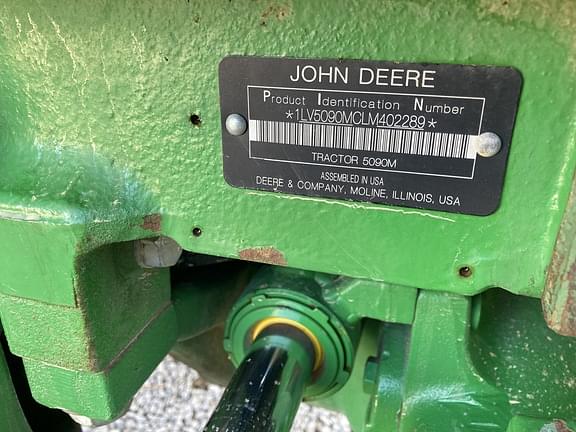 JOHN DEERE
Product Identification Number
*1LV5090MCLM402289*
TRACTOR 5090M
ASSEMBLED IN USA
DEERE & COMPANY, MOLINE, ILLINOIS, USA